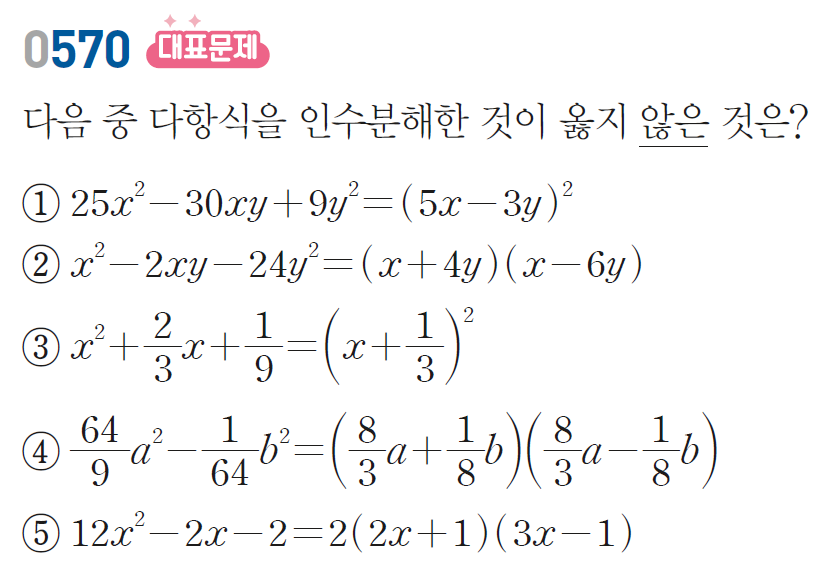 0570 대표문제
다음 중 다항식을 인수분해한 것이 옳지 않은 것은?
① 25x²-30xy+9y²=(5x-3y)²
② x²-2xy-24y²=(x+4y)(x-6y)
③ x²+2/3x+1/9=(x+1/3)²
④ 64/9a²-1/64b²=(8/3a+1/8b)(8/3a-1/8b)
⑤ 12x²-2x-2=2(2x+1)(3x-1)